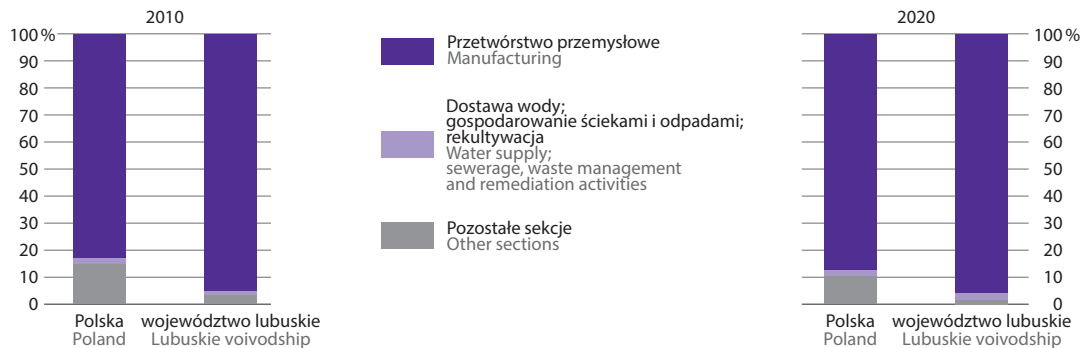 2010
100 %
90
80
70
60
50
40
30
20
10
0
Polska
Poland
województwo lubuskie
Lubuskie voivodship
Przetwórstwo przemysłowe
Manufacturing
Dostawa wody;
gospodarowanie ściekami i odpadami;
rekultywacja
Water supply;
sewerage, waste management
and remediation activities
Pozostałe sekcje
Other sections
2020
100 %
90
80
70
60
50
40
30
20
10
0
Polska
Poland
województwo lubuskie
Lubuskie voivodship